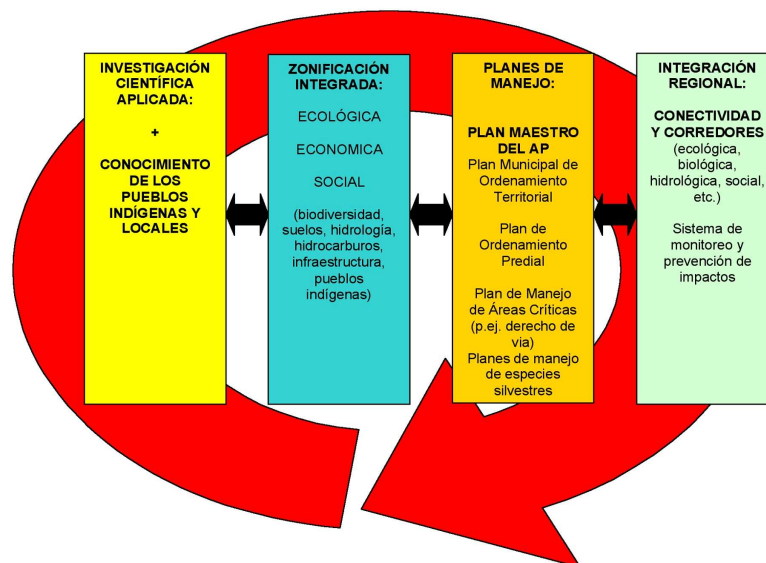 INVESTIGACIÓN
CIENTÍFICA
APLICADA:
+
CONOCIMIENTO
DE LOS
PUEBLOS
INDÍGENAS Y
LOCALES
ZONIFICACIÓN
INTEGRADA:
ECOLÓGICA
ECONOMICA
SOCIAL
(biodiversidad,
suelos, hidrología,
hidrocarburos,
infraestructura,
pueblos
indígenas)
PLANES DE
MANEJO:
PLAN MAESTRO
DEL AP
Plan Municipal de
Ordenamiento
Territorial
Plan de
Ordenamiento
Predial
Plan de Manejo
de Áreas Críticas
(p.ej. derecho de
via)
Planes de manejo
de especies
silvestres
INTEGRACIÓN
REGIONAL:
CONECTIVIDAD
Y CORREDORES
(ecológica,
biológica,
hidrológica, social,
etc.)
Sistema de
monitoreo y
prevención de
impactos